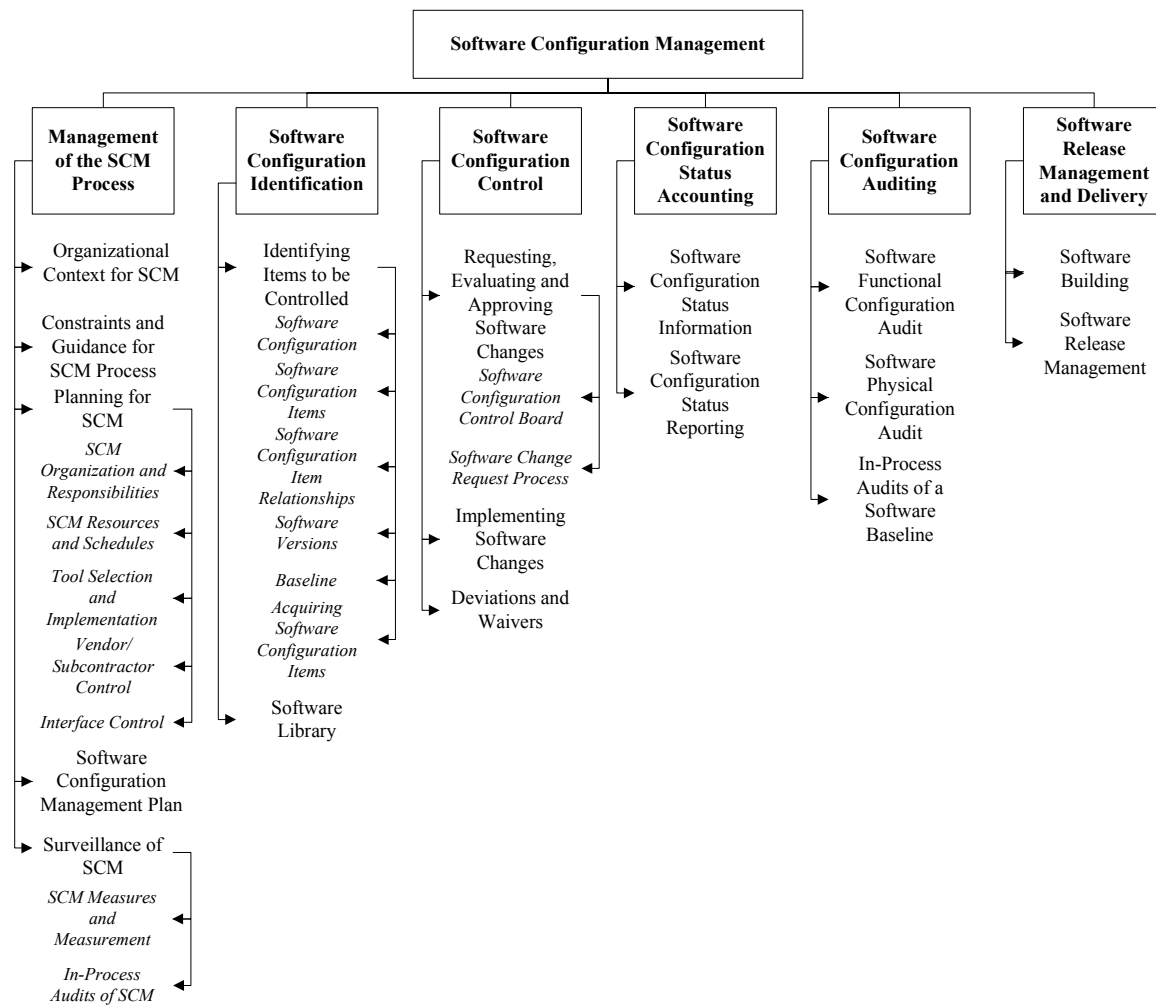 Software Configuration Management
Management
of the SCM
Process
Organizational
Context for SCM
Constraints and
Guidance for
SCM Process
Planning for
SCM
SCM
Organization and
Responsibilities
SCM Resources
and Schedules
Tool Selection
and
Implementation
Vendor/
Subcontractor
Control
Interface Control
Software
Configuration
Management Plan
Surveillance of
SCM
SCM Measures
and
Measurement
In-Process
Audits of SCM
Software
Configuration
Identification
Identifying
Items to be
Controlled
Software
Configuration
Software
Configuration
Items
Software
Configuration
Item
Relationships
Software
Versions
Baseline
Acquiring
Software
Configuration
Items
Software
Library
Software
Configuration
Control
Requesting,
Evaluating and
Approving
Software
Changes
Software
Configuration
Control Board
Software Change
Request Process
Implementing
Software
Changes
Deviations and
Waivers
Software
Configuration
Status
Accounting
Software
Configuration
Status
Information
Software
Configuration
Status
Reporting
Software
Configuration
Auditing
Software
Functional
Configuration
Audit
Software
Physical
Configuration
Audit
In-Process
Audits of a
Software
Baseline
Software
Release
Management
and Delivery
Software
Building
Software
Release
Management